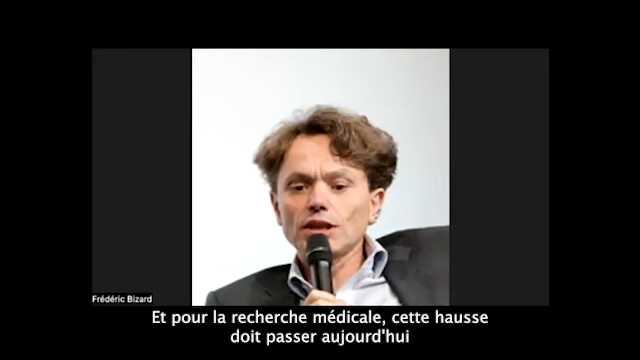 Frédéric Bizard
Et pour la recherche médicale, cette hausse
doit passer aujourd'hui